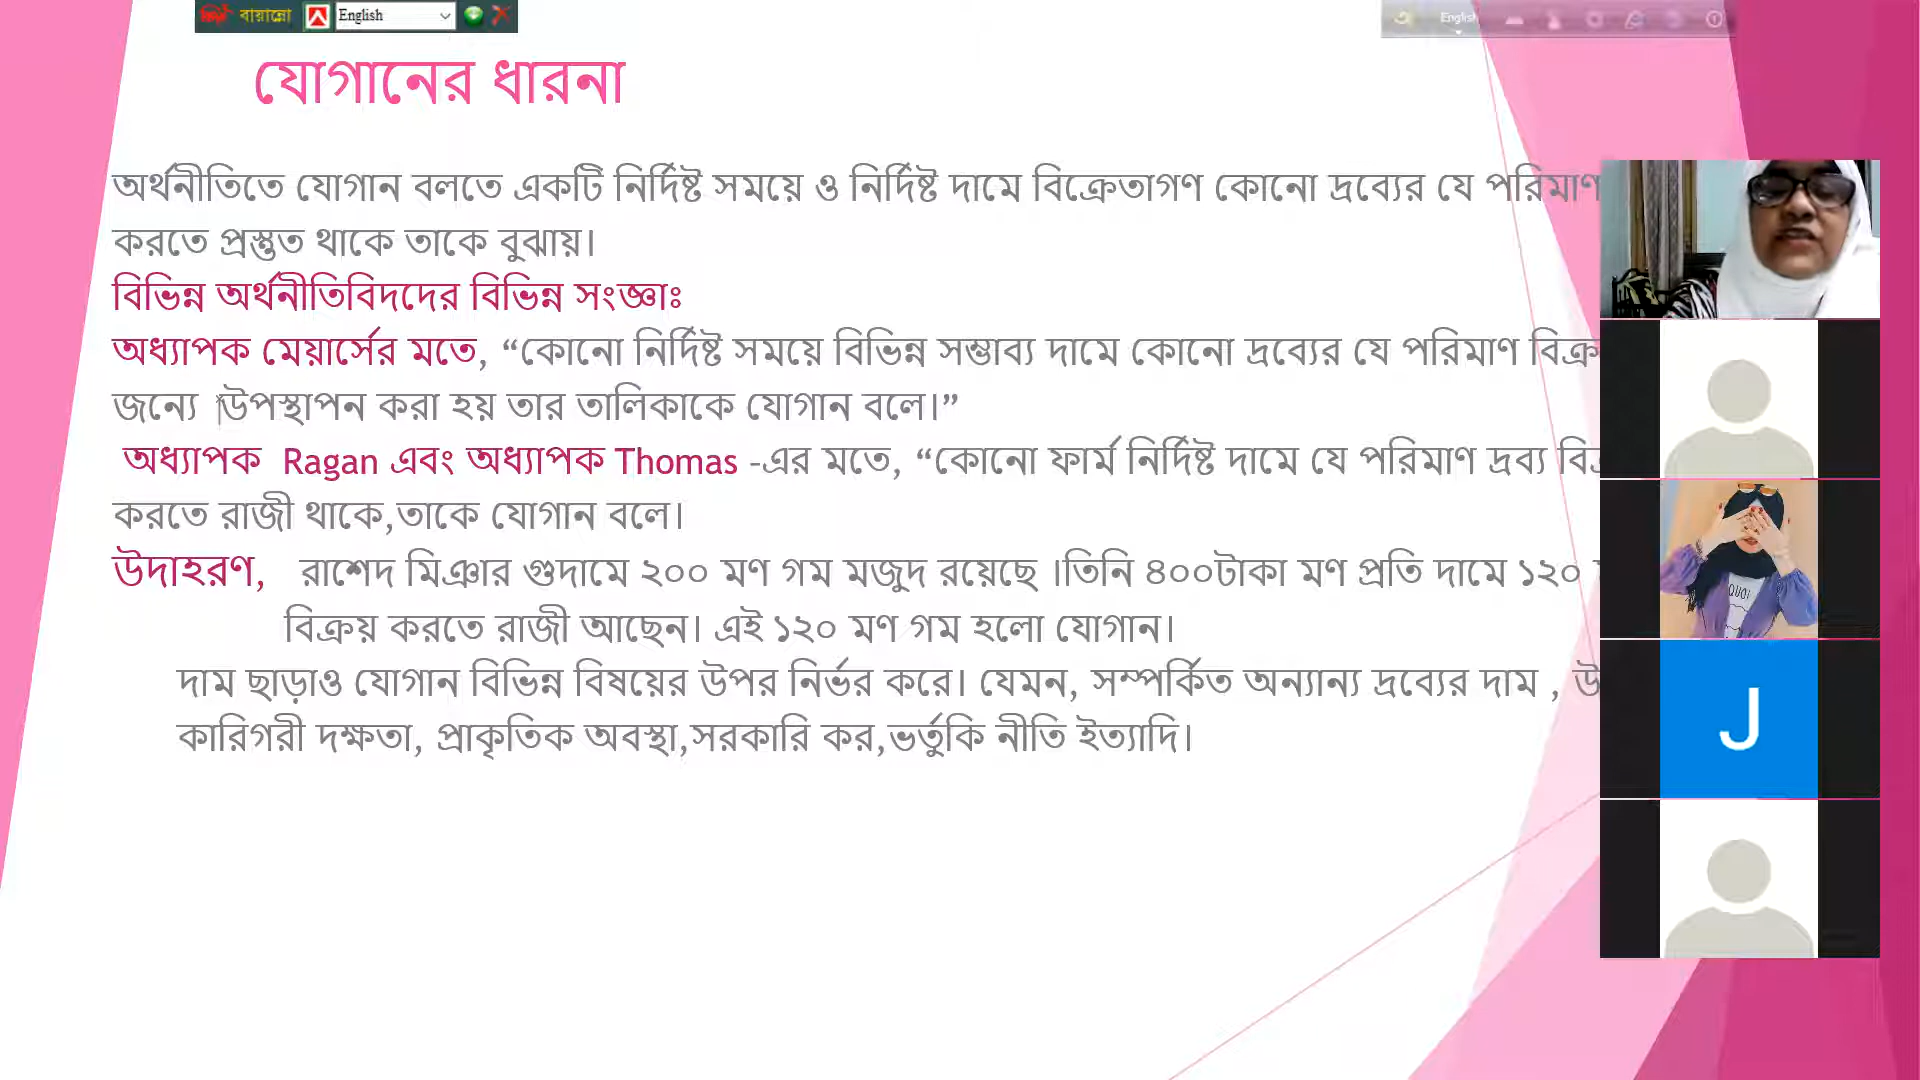 বায়ান্নো
English
English
যোগানের ধারনা
অর্থনীতিতে যোগান বলতে একটি নির্দিষ্ট সময়ে ও নির্দিষ্ট দামে বিক্রেতাগণ কোনো দ্রব্যের যে পরিমাণ
করতে প্রস্তুত থাকে তাকে বুঝায়।
বিভিন্ন অর্থনীতিবিদদের বিভিন্ন সংজ্ঞাঃ
অধ্যাপক মেয়ার্সের মতে, “কোনো নির্দিষ্ট সময়ে বিভিন্ন সম্ভাব্য দামে কোনো দ্রব্যের যে পরিমাণ
জন্যে উপস্থাপন করা হয় তার তালিকাকে যোগান বলে।”
অধ্যাপক Ragan এবং অধ্যাপক Thomas -এর মতে, “কোনো ফার্ম নির্দিষ্ট দামে যে পরিমাণ দ্রব্য
করতে রাজী থাকে,তাকে যোগান বলে।
উদাহরণ, রাশেদ মিঞার গুদামে ২০০ মণ গম মজুদ রয়েছে ।তিনি ৪০০টাকা মণ প্রতি দামে ১২০
বিক্রয় করতে রাজী আছেন। এই ১২০ মণ গম হলো যোগান।
দাম ছাড়াও যোগান বিভিন্ন বিষয়ের উপর নির্ভর করে। যেমন, সম্পর্কিত অন্যান্য দ্রব্যের দাম ,
কারিগরী দক্ষতা, প্রাকৃতিক অবস্থা,সরকারি কর,ভর্তুকি নীতি ইত্যাদি।
QUOI
J